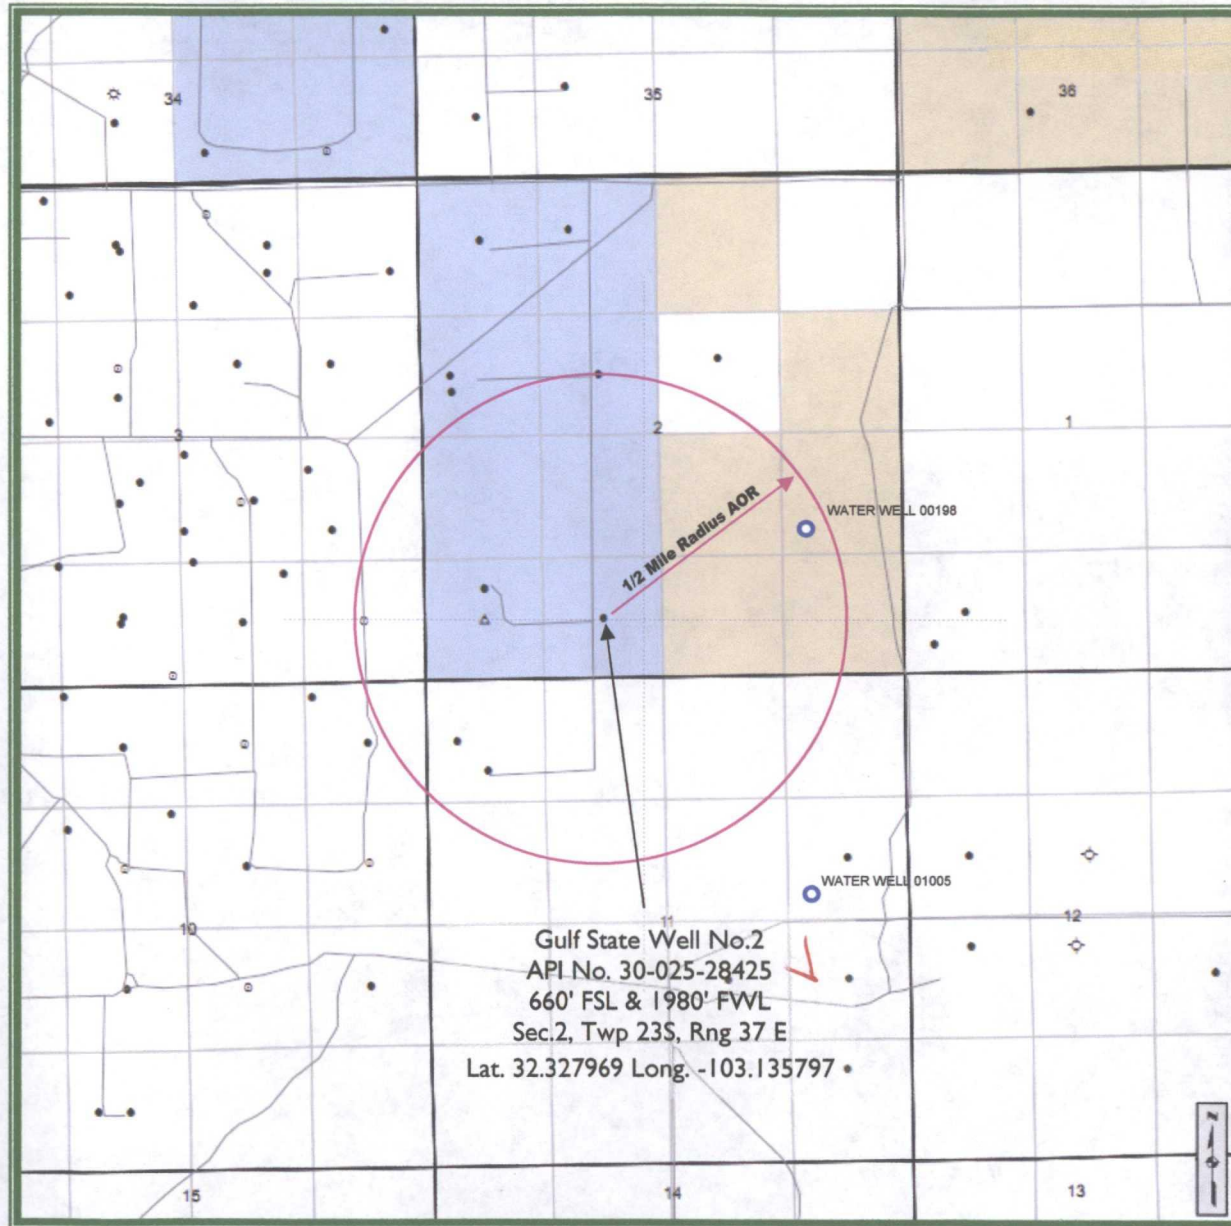 34
35
36
3
2
1
WATER WELL 00198
1/2 Mile Radius AOR
WATER WELL 01005
10
11
12
Gulf State Well No.2
API No. 30-025-28425
660' FSL & 1980' FWL
Sec.2, Twp 23S, Rng 37 E
Lat. 32.327969 Long. -103.135797
Z
15
14
13